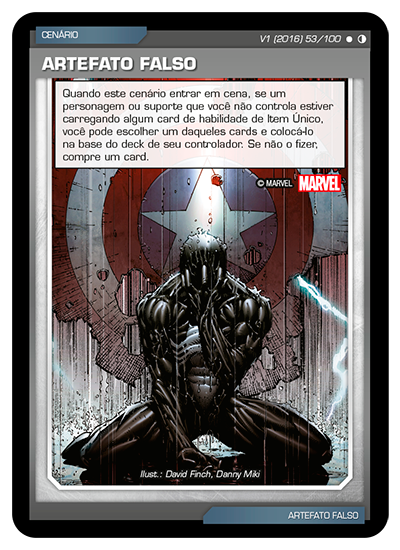 CENÁRIO
V1 (2016) 53/100
ARTEFATO FALSO
Quando este cenário entrar em cena, se um
personagem ou suporte que você não controla estiver
carregando algum card de habilidade de Item Único,
você pode escolher um daqueles cards e colocá-lo
na base do deck de seu controlador. Se não o fizer,
compre um card.
© MARVEL MARVEL
Ilust.: David Finch, Danny Miki
ARTEFATO FALSO